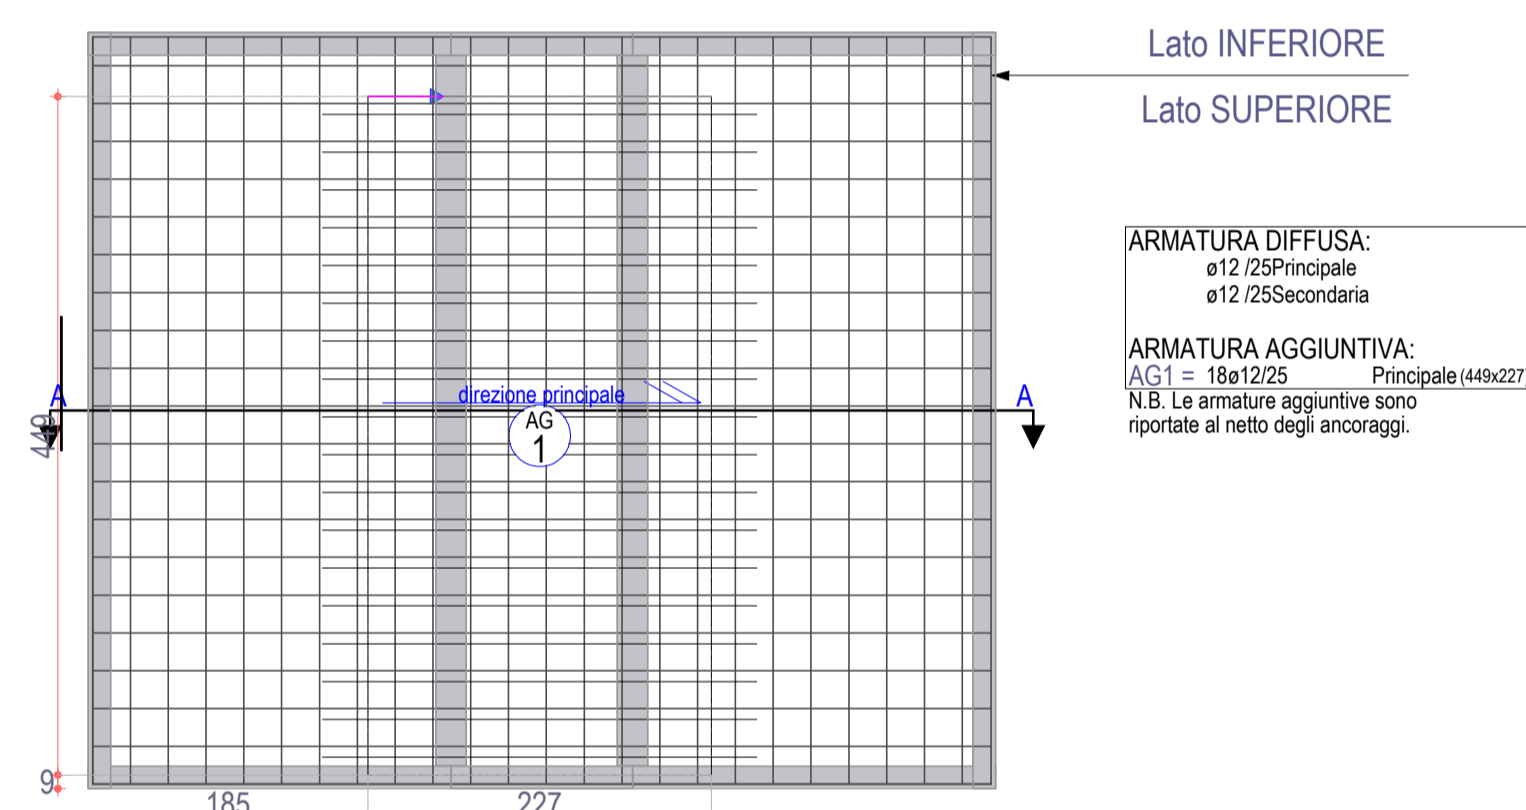 Lato INFERIORE
Lato SUPERIORE
ARMATURA DIFFUSA:
ø12 /25Principale
ø12 /25Secondaria
ARMATURA AGGIUNTIVA:
AG1 = 18ø12/25 Principale (449x227)
N.B. Le armature aggiuntive sono
riportate al netto degli ancoraggi.
direzione principale
A
A
AG
1
449
9
185
227